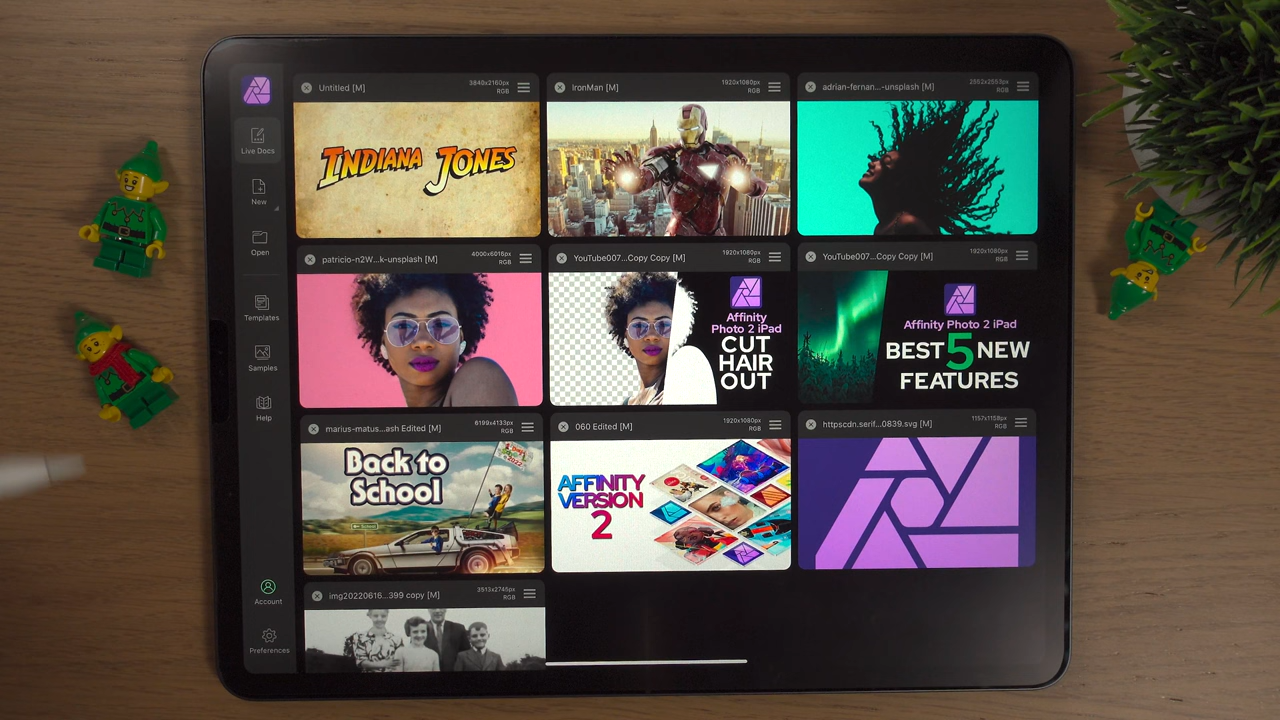 Live Docs
New
Open
Templates
Samples
Help
Account
Preferences
Untitled [M]
3840x2160px
RGB
INDIANA JONES
IronMan [M]
1920x1080px
RGB
adrian-fernan...-unsplash [M]
2552x2553px
RGB
patricio-n2W...k-unsplash [M]
4000x6016px
RGB
YouTube007...Copy Copy [M]
1920x1080px
RGB
Affinity
Photo 2 iPad
CUT
HAIR
OUT
YouTube007...Copy Copy [M]
1920x1080px
RGB
Affinity
Photo 2 iPad
BEST 5 NEW
FEATURES
marius-matus...ash Edited [M]
6199x4133px
RGB
Back to
School
School
2022
060 Edited [M]
1920x1080px
RGB
AFFINITY
VERSION
2
httpscdn.serif...0839.svg [M]
1157x1158px
RGB
img20220616...399 copy [M]
3513x2745px
RGB